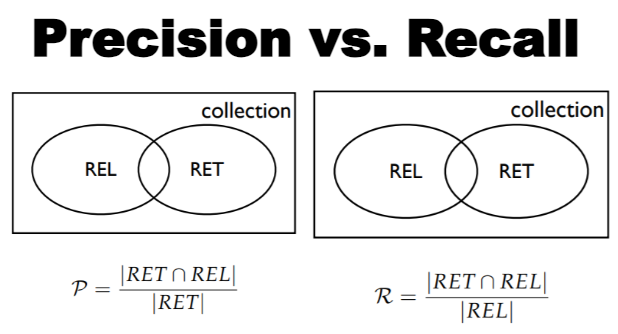 Precision vs. Recall
collection
REL RET
𝒫 = |RET ∩ REL| / |RET|
collection
REL RET
ℛ = |RET ∩ REL| / |REL|